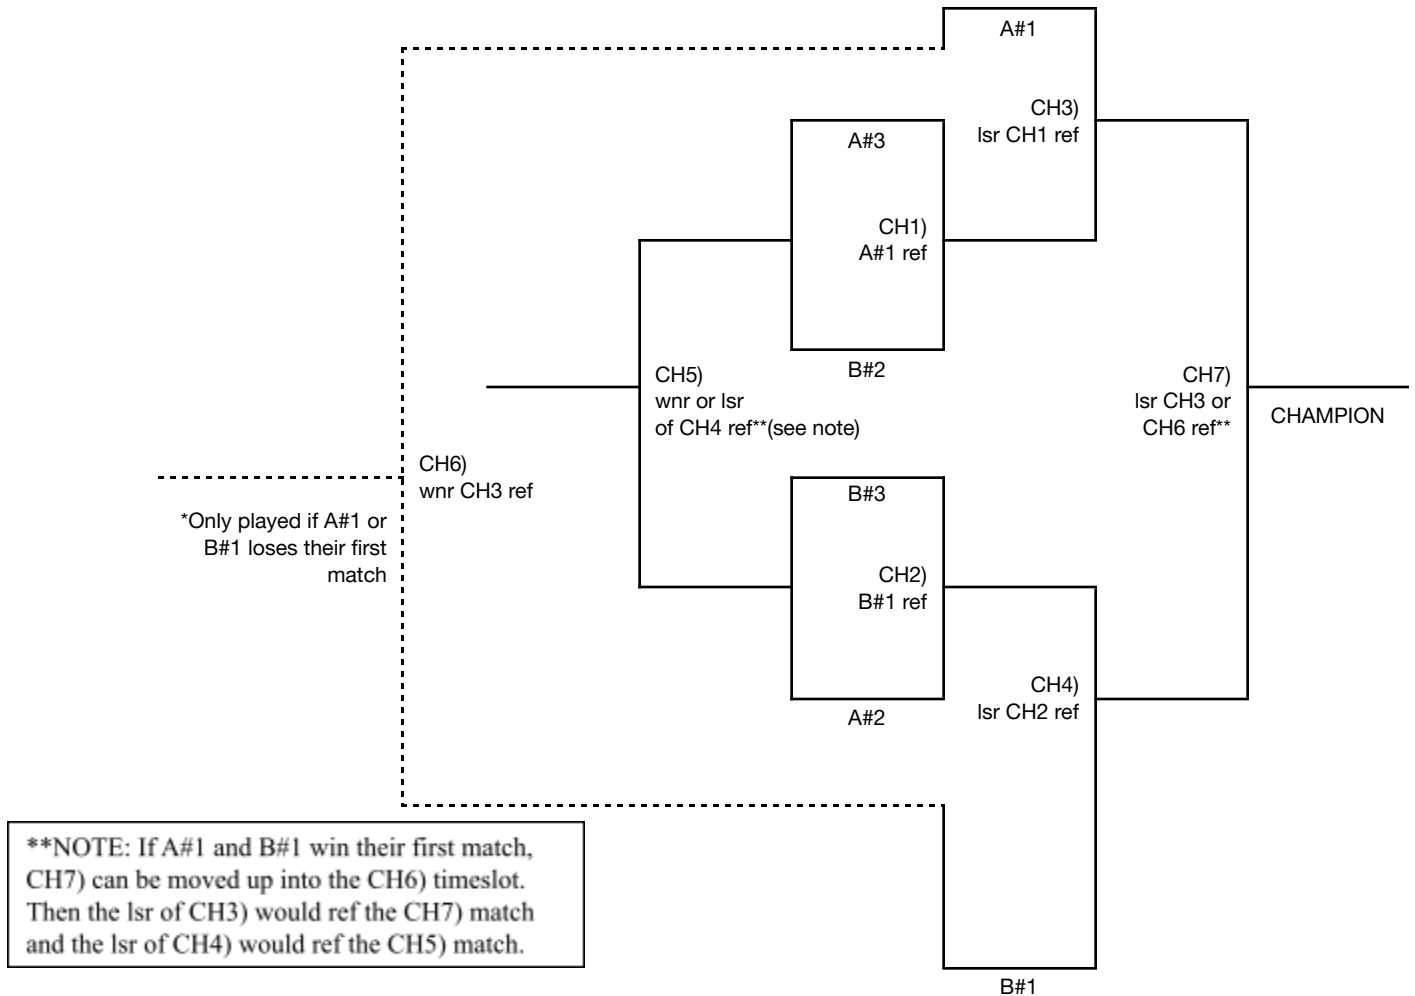 A#1
CH3)
lsr CH1 ref
A#3
CH1)
A#1 ref
B#2
CH5)
wnr or lsr
of CH4 ref**(see note)
CH7)
lsr CH3 or
CH6 ref**
CHAMPION
CH6)
wnr CH3 ref
*Only played if A#1 or
B#1 loses their first
match
B#3
CH2)
B#1 ref
A#2
CH4)
lsr CH2 ref
B#1
**NOTE: If A#1 and B#1 win their first match,
CH7) can be moved up into the CH6) timeslot.
Then the lsr of CH3) would ref the CH7) match
and the lsr of CH4) would ref the CH5) match.